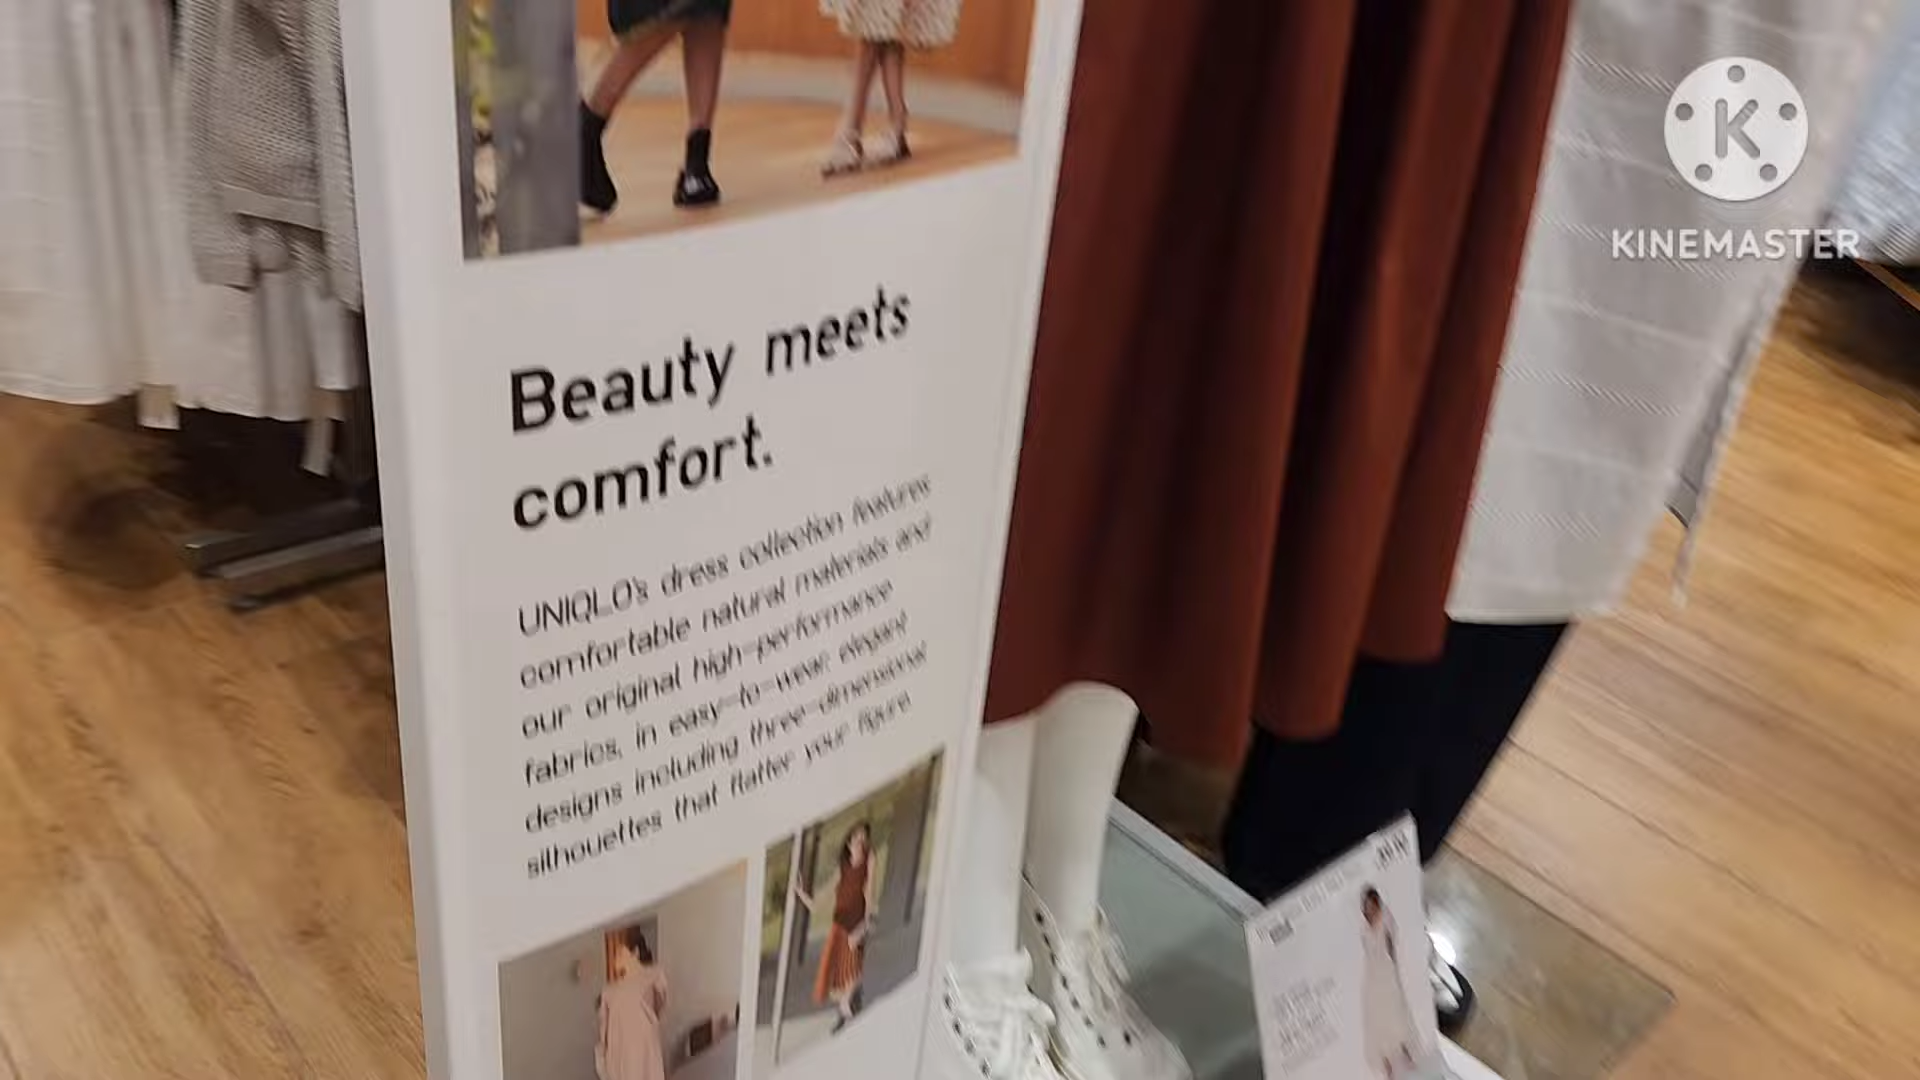 KINEMASTER
Beauty meets
comfort.
UNIQLO's dress collection features
comfortable natural materials and
our original high-performance
fabrics, in easy-to-wear, elegant
designs including three-dimensional
silhouettes that flatter your figure.